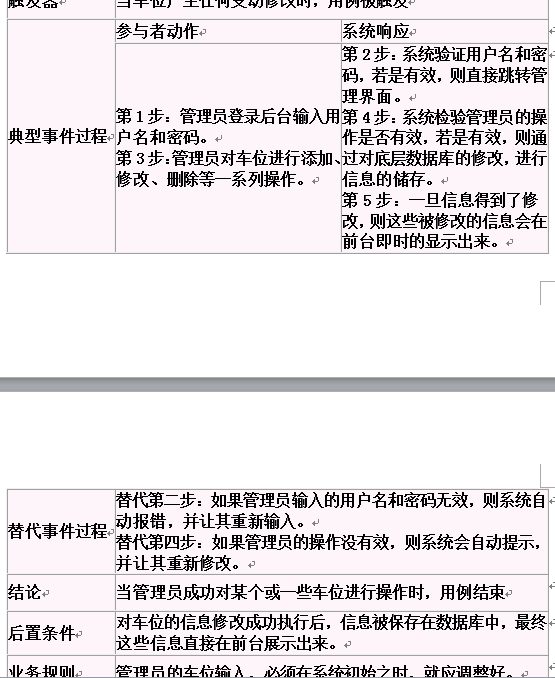 触发器
当车位产生任何变动修改时，用例被触发
典型事件过程
参与者动作
系统响应
第 1 步：管理员登录后台输入用
户名和密码。
第 3 步:管理员对车位进行添加、
修改、删除等一系列操作。
第 2 步：系统验证用户名和密
码，若是有效，则直接跳转管
理界面。
第 4 步：系统检验管理员的操
作是否有效，若是有效，则通
过对底层数据库的修改，进行
信息的储存。
第 5 步：一旦信息得到了修
改，则这些被修改的信息会在
前台即时的显示出来。
替代事件过程
替代第二步：如果管理员输入的用户名和密码无效，则系统自
动报错，并让其重新输入。
替代第四步：如果管理员的操作没有效，则系统会自动提示，
并让其重新修改。
结论
当管理员成功对某个或一些车位进行操作时，用例结束
后置条件
对车位的信息修改成功执行后，信息被保存在数据库中，最终
这些信息直接在前台展示出来。
业务规则
管理员的车位输入，必须在系统初始之时，就应调整好。